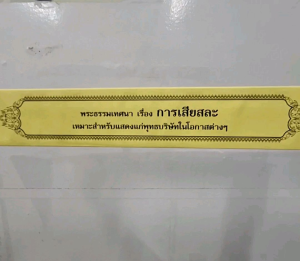 พระธรรมเทศนา เรื่อง การเสียสละ
เหมาะสำหรับแสดงแก่พุทธบริษัทในโอกาสต่างๆ